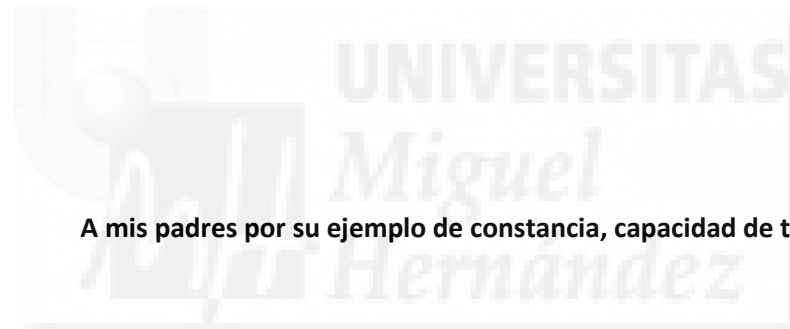 UNIVERSITAS
Miguel
A mis padres por su ejemplo de constancia, capacidad de t
Hernández